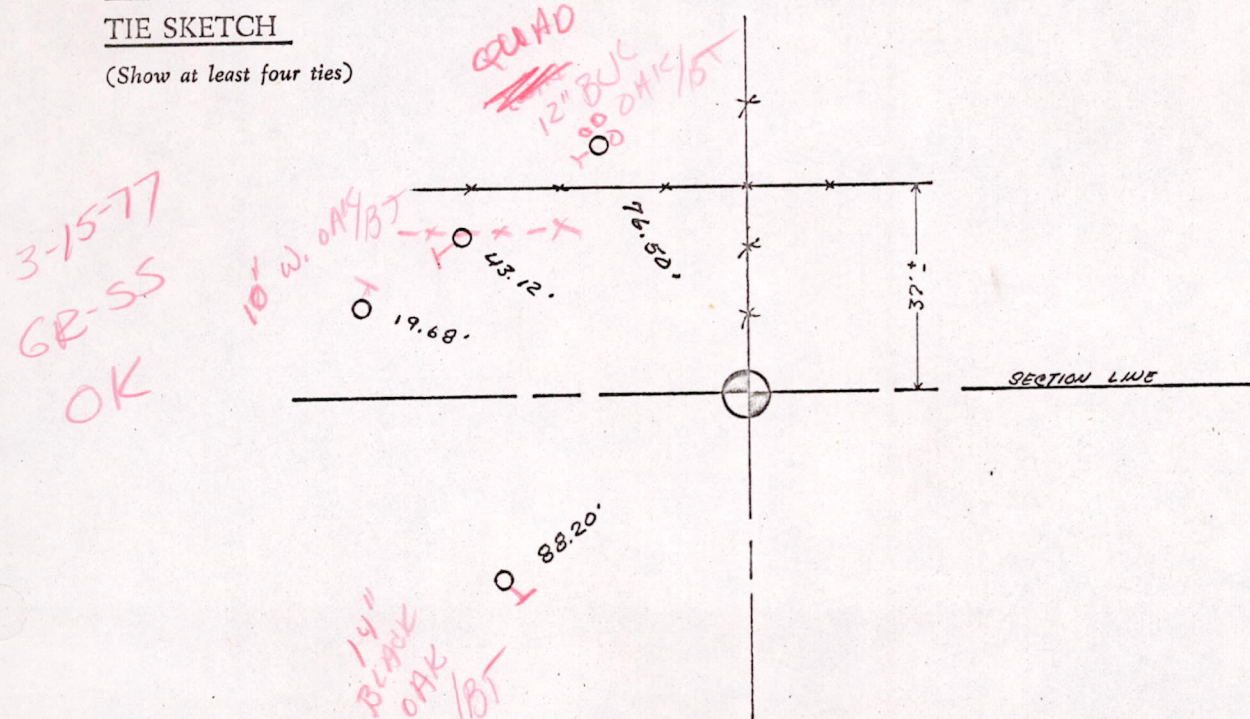 TIE SKETCH
(Show at least four ties)
QUAD
12" BLK
OAK/BT
3-15-77
GR-SS
OK
10" W. OAK/BT
43.12'
76.50'
19.68'
37'±
SECTION LINE
88.20'
14"
BLACK
OAK
/BT